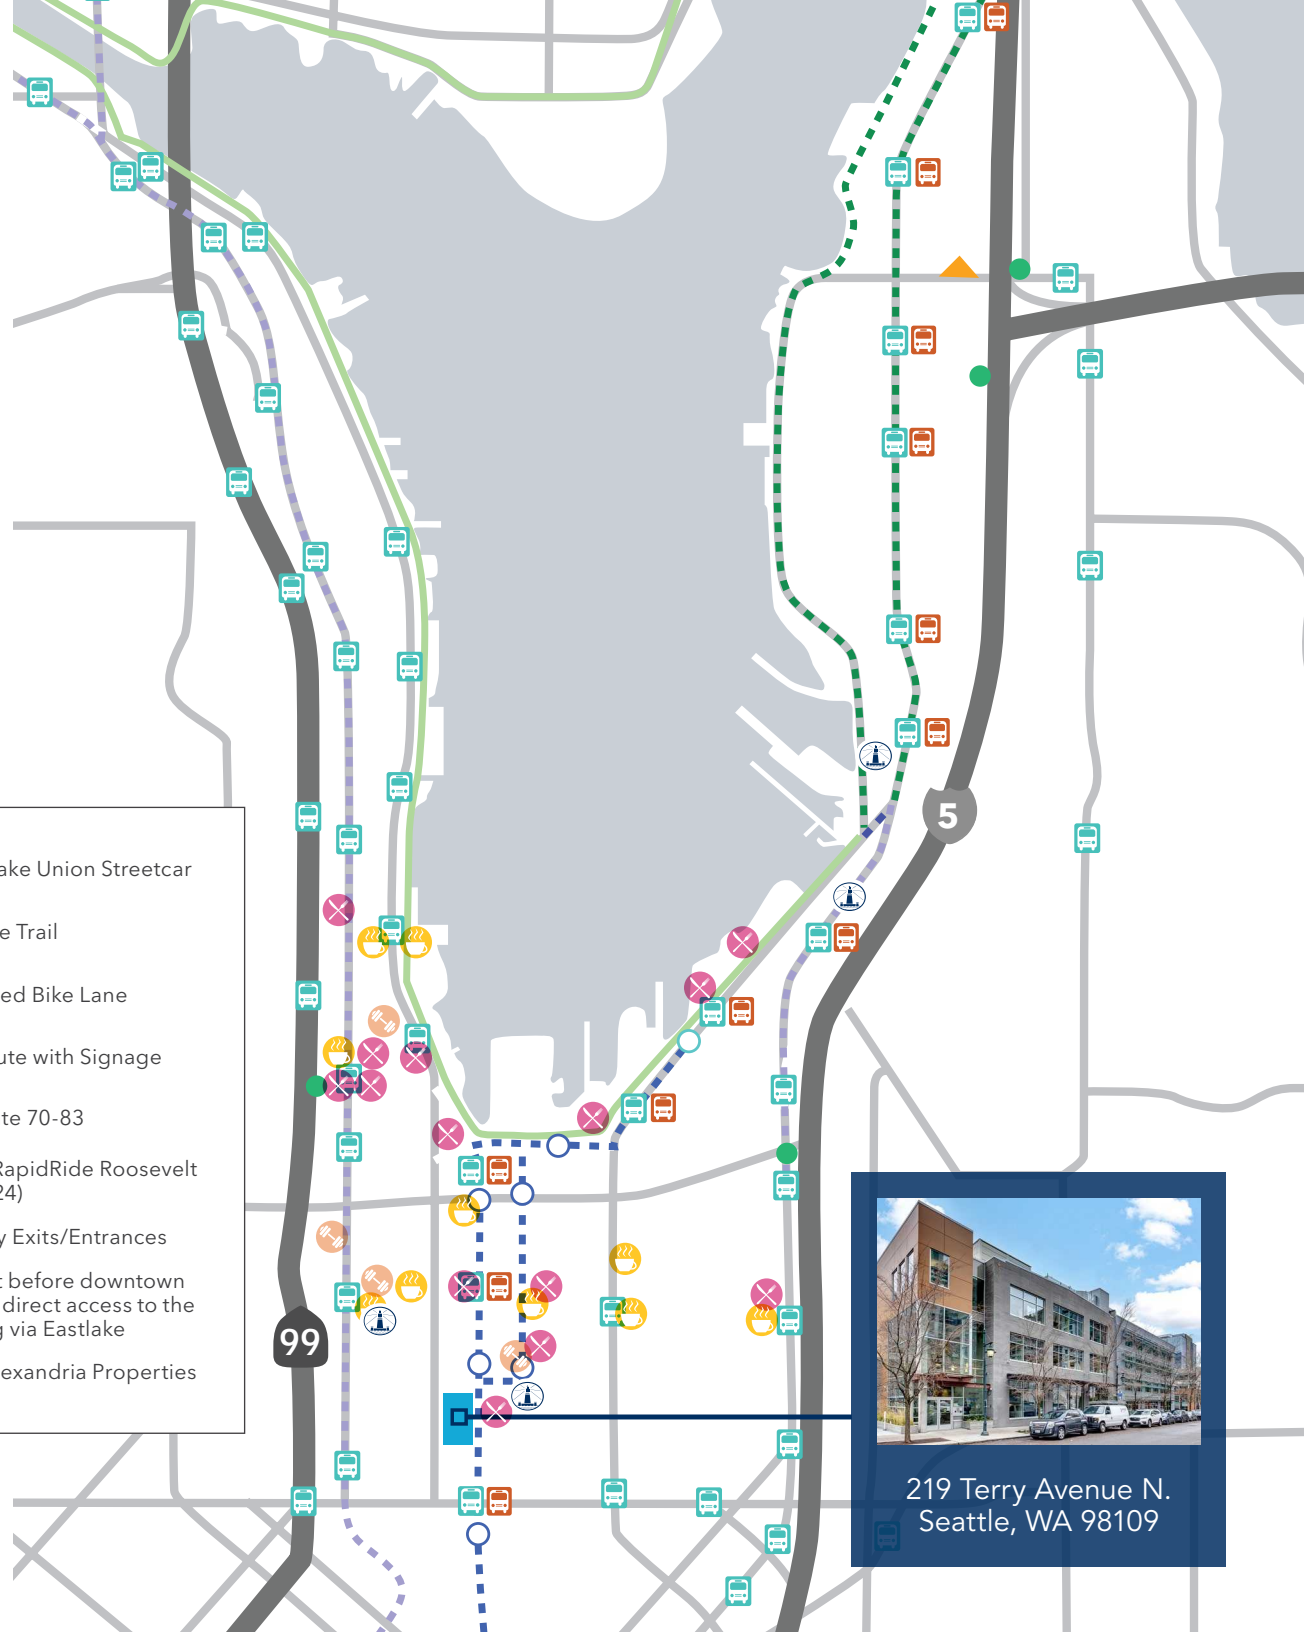 ake Union Streetcar
e Trail
ed Bike Lane
ute with Signage
te 70-83
RapidRide Roosevelt
24)
y Exits/Entrances
t before downtown
direct access to the
g via Eastlake
exandria Properties
5
99
219 Terry Avenue N.
Seattle, WA 98109